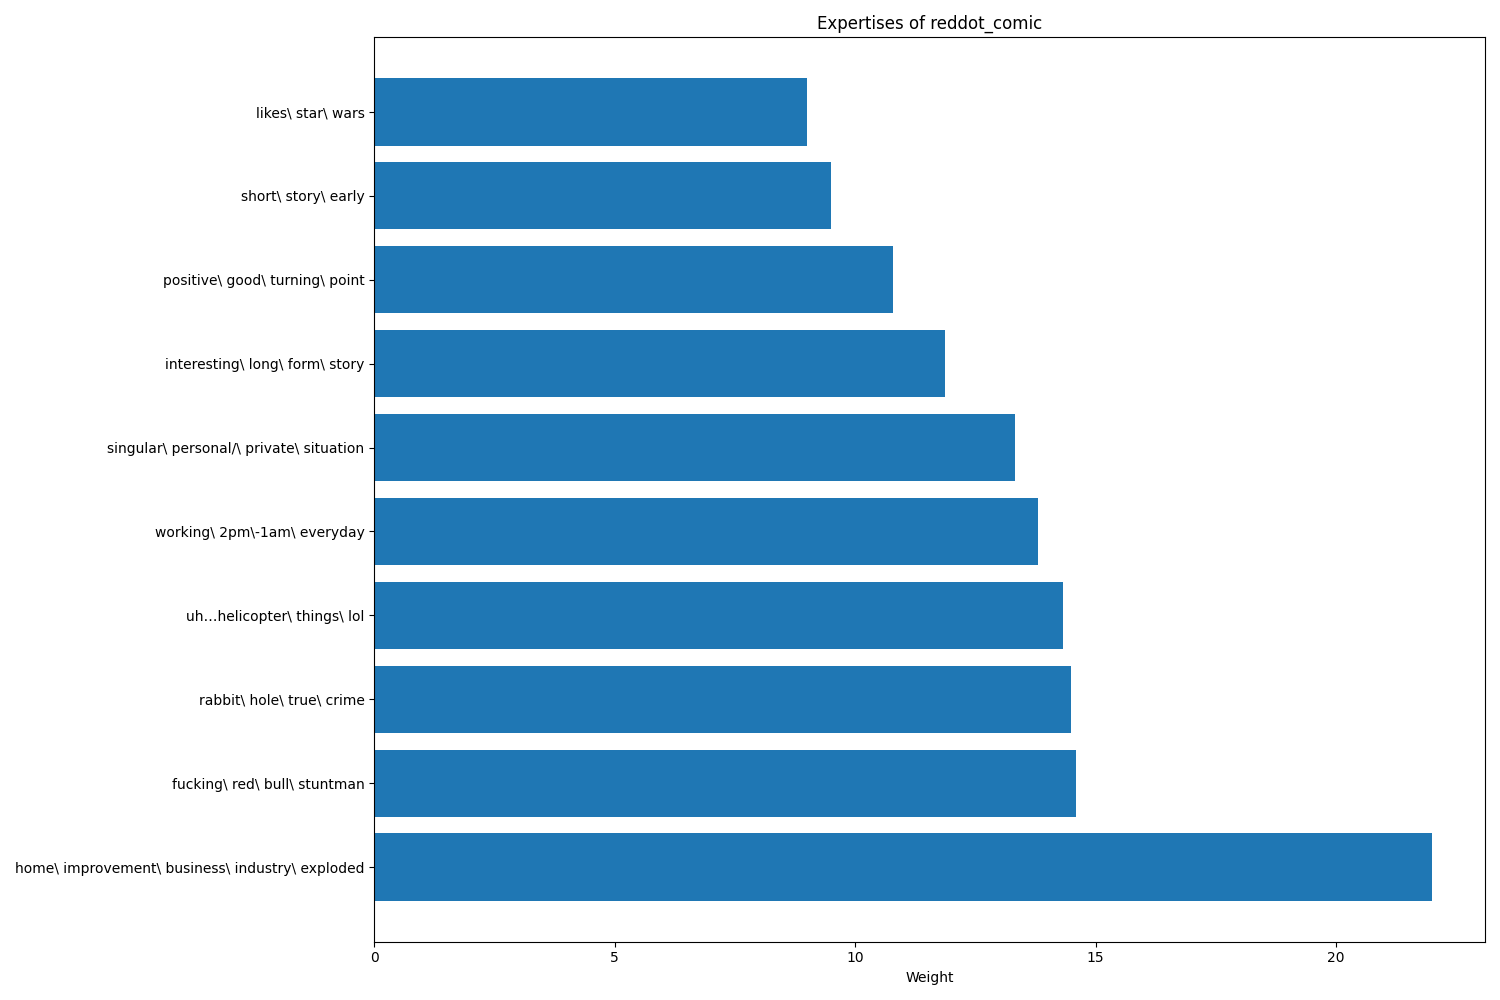 Expertises of reddot_comic
likes\ star\ wars
short\ story\ early
positive\ good\ turning\ point
interesting\ long\ form\ story
singular\ personal/\ private\ situation
working\ 2pm\-1am\ everyday
uh…helicopter\ things\ lol
rabbit\ hole\ true\ crime
fucking\ red\ bull\ stuntman
home\ improvement\ business\ industry\ exploded
0 5 10 15 20
Weight